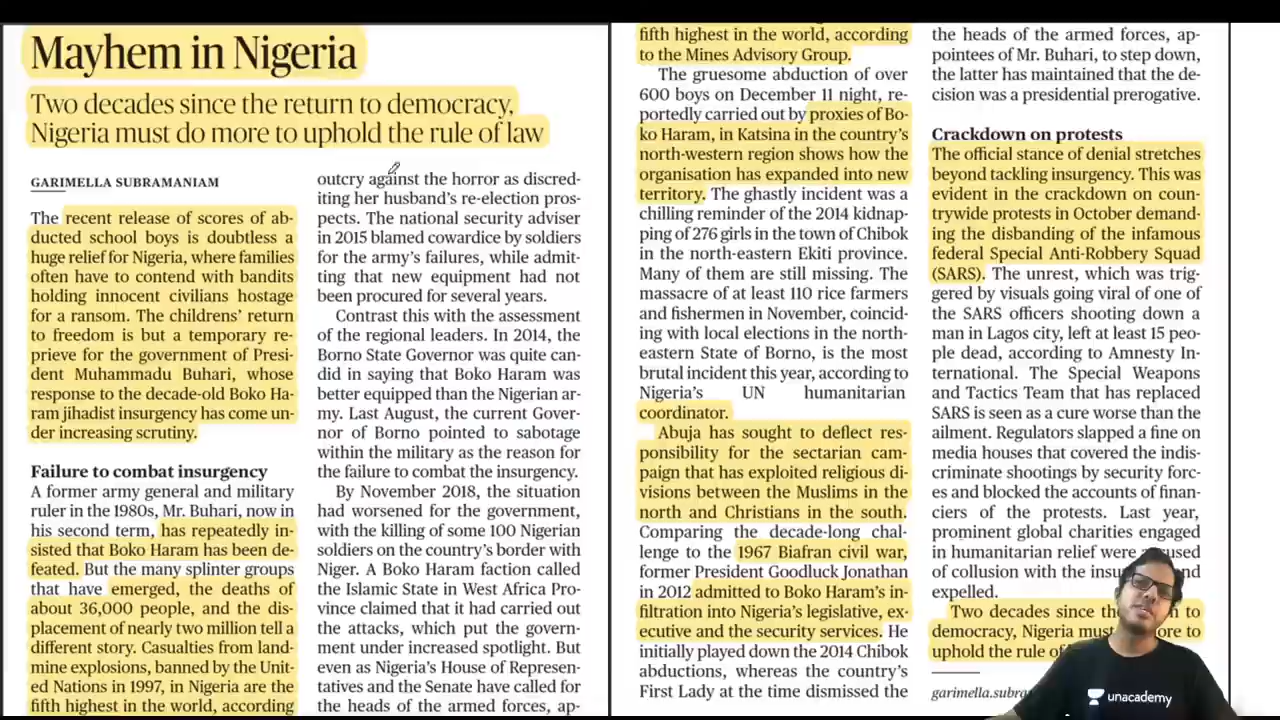 Mayhem in Nigeria
Two decades since the return to democracy,
Nigeria must do more to uphold the rule of law
GARIMELLA SUBRAMANIAM
The recent release of scores of ab-
ducted school boys is doubtless a
huge relief for Nigeria, where families
often have to contend with bandits
holding innocent civilians hostage
for a ransom. The childrens' return
to freedom is but a temporary re-
prieve for the government of Presi-
dent Muhammadu Buhari, whose
response to the decade-old Boko Ha-
ram jihadist insurgency has come un-
der increasing scrutiny.
Failure to combat insurgency
A former army general and military
ruler in the 1980s, Mr. Buhari, now in
his second term, has repeatedly in-
sisted that Boko Haram has been de-
feated. But the many splinter groups
that have emerged, the deaths of
about 36,000 people, and the dis-
placement of nearly two million tell a
different story. Casualties from land-
mine explosions, banned by the Unit-
ed Nations in 1997, in Nigeria are the
fifth highest in the world, according
outcry against the horror as discred-
iting her husband's re-election pros-
pects. The national security adviser
in 2015 blamed cowardice by soldiers
for the army's failures, while admit-
ting that new equipment had not
been procured for several years.
Contrast this with the assessment
of the regional leaders. In 2014, the
Borno State Governor was quite can-
did in saying that Boko Haram was
better equipped than the Nigerian ar-
my. Last August, the current Gover-
nor of Borno pointed to sabotage
within the military as the reason for
the failure to combat the insurgency.
By November 2018, the situation
had worsened for the government,
with the killing of some 100 Nigerian
soldiers on the country's border with
Niger. A Boko Haram faction called
the Islamic State in West Africa Pro-
vince claimed that it had carried out
the attacks, which put the govern-
ment under increased spotlight. But
even as Nigeria's House of Represen-
tatives and the Senate have called for
the heads of the armed forces, ap-
fifth highest in the world, according
to the Mines Advisory Group.
The gruesome abduction of over
600 boys on December 11 night, re-
portedly carried out by proxies of Bo-
ko Haram, in Katsina in the country's
north-western region shows how the
organisation has expanded into new
territory. The ghastly incident was a
chilling reminder of the 2014 kidnap-
ping of 276 girls in the town of Chibok
in the north-eastern Ekiti province.
Many of them are still missing. The
massacre of at least 110 rice farmers
and fishermen in November, coincid-
ing with local elections in the north-
eastern State of Borno, is the most
brutal incident this year, according to
Nigeria's UN humanitarian
coordinator.
Abuja has sought to deflect res-
ponsibility for the sectarian cam-
paign that has exploited religious di-
visions between the Muslims in the
north and Christians in the south.
Comparing the decade-long chal-
lenge to the 1967 Biafran civil war,
former President Goodluck Jonathan
in 2012 admitted to Boko Haram's in-
filtration into Nigeria's legislative, ex-
ecutive and the security services. He
initially played down the 2014 Chibok
abductions, whereas the country's
First Lady at the time dismissed the
the heads of the armed forces, ap-
pointees of Mr. Buhari, to step down,
the latter has maintained that the de-
cision was a presidential prerogative.
Crackdown on protests
The official stance of denial stretches
beyond tackling insurgency. This was
evident in the crackdown on coun-
trywide protests in October demand-
ing the disbanding of the infamous
federal Special Anti-Robbery Squad
(SARS). The unrest, which was trig-
gered by visuals going viral of one of
the SARS officers shooting down a
man in Lagos city, left at least 15 peo-
ple dead, according to Amnesty In-
ternational. The Special Weapons
and Tactics Team that has replaced
SARS is seen as a cure worse than the
ailment. Regulators slapped a fine on
media houses that covered the indis-
criminate shootings by security forc-
es and blocked the accounts of finan-
ciers of the protests. Last year,
prominent global charities engaged
in humanitarian relief were
of collusion with the
expelled.
Two decades since to
democracy, Nigeria must to
uphold the rule of
unacademy